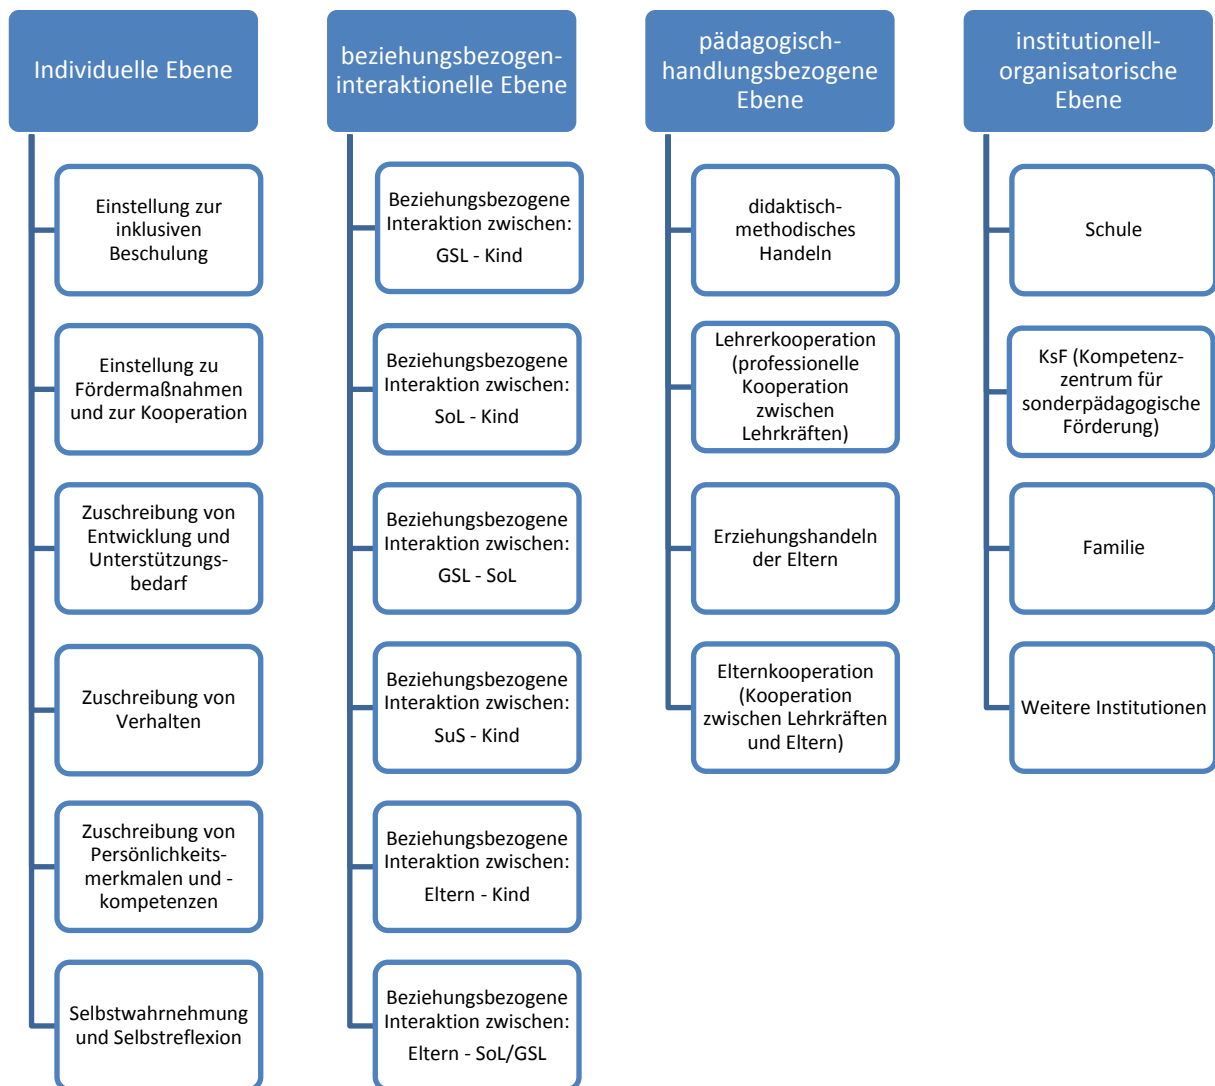 Individuelle Ebene
Einstellung zur
inklusiven
Beschulung
Einstellung zu
Fördermaßnahmen
und zur Kooperation
Zuschreibung von
Entwicklung und
Unterstützungs-
bedarf
Zuschreibung von
Verhalten
Zuschreibung von
Persönlichkeits-
merkmalen und -
kompetenzen
Selbstwahrnehmung
und Selbstreflexion
beziehungsbezogen-
interaktionelle Ebene
Beziehungsbezogene
Interaktion zwischen:
GSL - Kind
Beziehungsbezogene
Interaktion zwischen:
SoL - Kind
Beziehungsbezogene
Interaktion zwischen:
GSL - SoL
Beziehungsbezogene
Interaktion zwischen:
SuS - Kind
Beziehungsbezogene
Interaktion zwischen:
Eltern - Kind
Beziehungsbezogene
Interaktion zwischen:
Eltern - SoL/GSL
pädagogisch-
handlungsbezogene
Ebene
didaktisch-
methodisches
Handeln
Lehrerkooperation
(professionelle
Kooperation
zwischen
Lehrkräften)
Erziehungshandeln
der Eltern
Elternkooperation
(Kooperation
zwischen Lehrkräften
und Eltern)
institutionell-
organisatorische
Ebene
Schule
KsF (Kompetenz-
zentrum für
sonderpädagogische
Förderung)
Familie
Weitere Institutionen